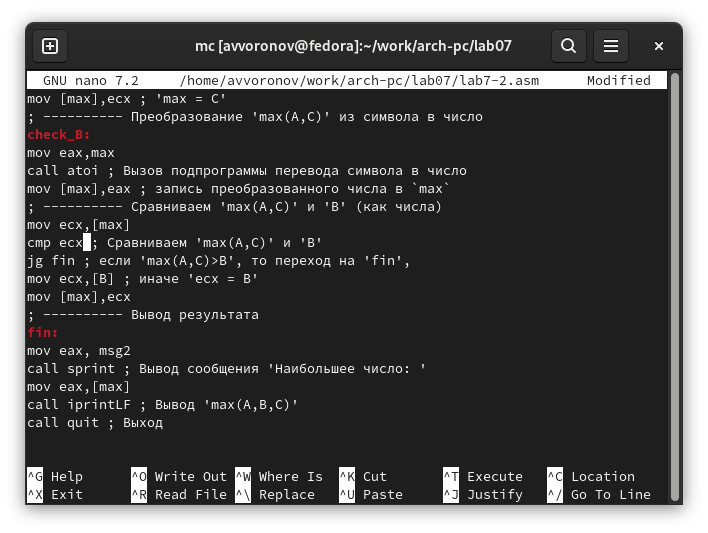 mc [avvoronov@fedora]:~/work/arch-pc/lab07
GNU nano 7.2 /home/avvoronov/work/arch-pc/lab07/lab7-2.asm Modified
mov [max],ecx ; 'max = C'
; ---------- Преобразование 'max(A,C)' из символа в число
check_B:
mov eax,max
call atoi ; Вызов подпрограммы перевода символа в число
mov [max],eax ; запись преобразованного числа в `max`
; ---------- Сравниваем 'max(A,C)' и 'B' (как числа)
mov ecx,[max]
cmp ecx ; Сравниваем 'max(A,C)' и 'B'
jg fin ; если 'max(A,C)>B', то переход на 'fin',
mov ecx,[B] ; иначе 'ecx = B'
mov [max],ecx
; ---------- Вывод результата
fin:
mov eax, msg2
call sprint ; Вывод сообщения 'Наибольшее число: '
mov eax,[max]
call iprintLF ; Вывод 'max(A,B,C)'
call quit ; Выход
^G Help ^O Write Out ^W Where Is ^K Cut ^T Execute ^C Location
^X Exit ^R Read File ^\ Replace ^U Paste ^J Justify ^/ Go To Line